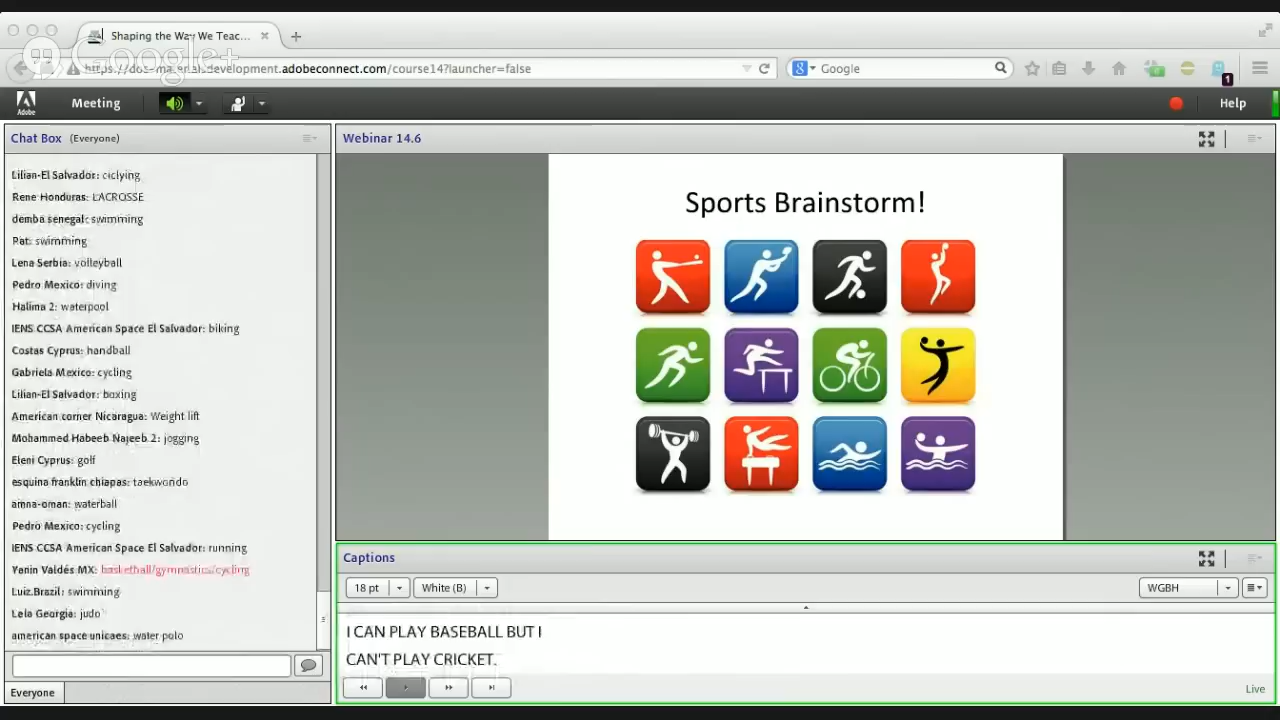 Shaping the Way We Teac...
Google+
adobeconnect.com/course14?launcher=false
Google
1
Adobe
Meeting
Help
Chat Box (Everyone)
Webinar 14.6
Lilian-El Salvador: ciclying
Rene Honduras: LACROSSE
demba senegal: swimming
Pat: swimming
Lena Serbia: volleyball
Pedro Mexico: diving
Halima 2: waterpool
IENS CCSA American Space El Salvador: biking
Costas Cyprus: handball
Gabriela Mexico: cycling
Lilian-El Salvador: boxing
American corner Nicaragua: Weight lift
Mohammed Habeeb Najeeb 2: jogging
Eleni Cyprus: golf
esquina franklin chiapas: taekwondo
amna-oman: waterball
Pedro Mexico: cycling
IENS CCSA American Space El Salvador: running
Yanin Valdés MX: basketball/gymnastics/cycling
Luiz.Brazil: swimming
Lela Georgia: judo
american space unicaes: water polo
Everyone
Sports Brainstorm!
Captions
18 pt
White (B)
WGBH
I CAN PLAY BASEBALL BUT I
CAN'T PLAY CRICKET.
Live